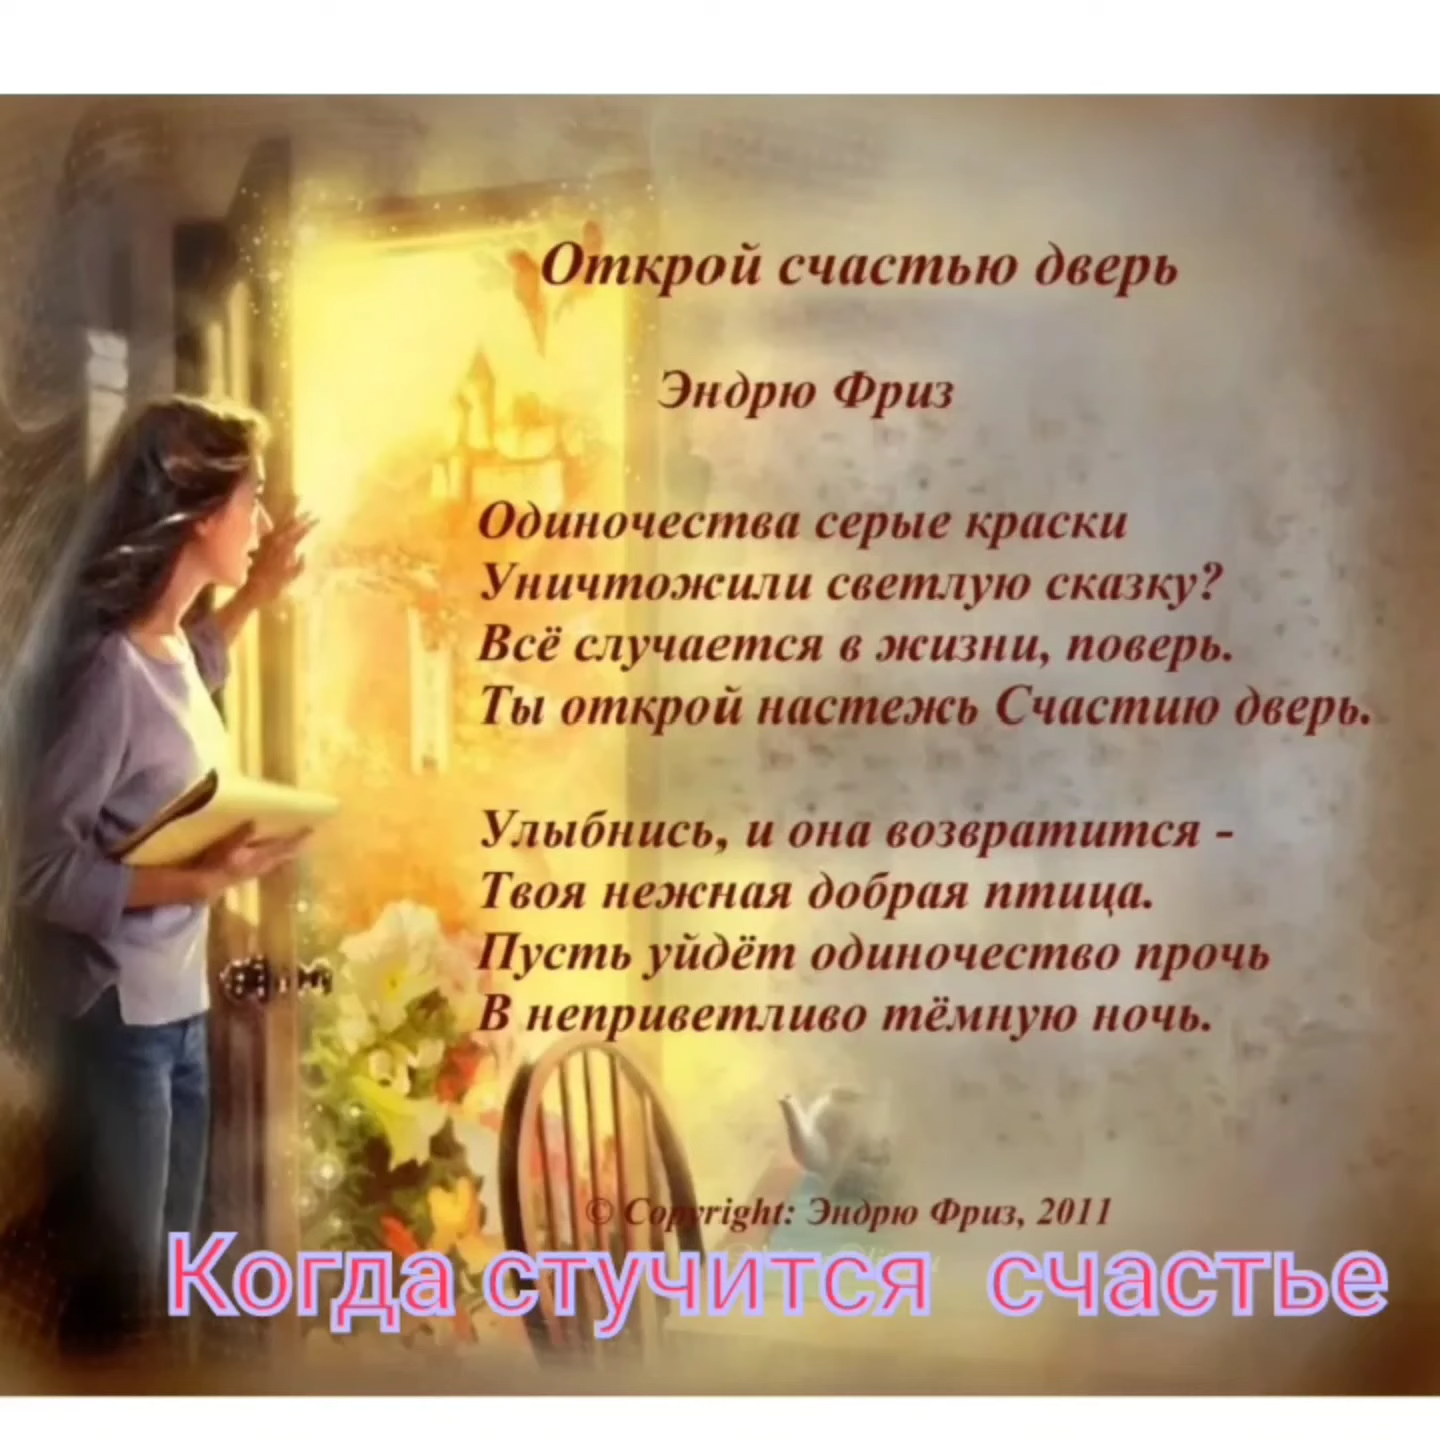 Открой счастью дверь
Эндрю Фриз
Одиночества серые краски
Уничтожили светлую сказку?
Всё случается в жизни, поверь.
Ты открой настежь Счастию дверь.
Улыбнись, и она возвратится -
Твоя нежная добрая птица.
Пусть уйдёт одиночество прочь
В неприветливо тёмную ночь.
© Copyright: Эндрю Фриз, 2011
Когда стучится счастье